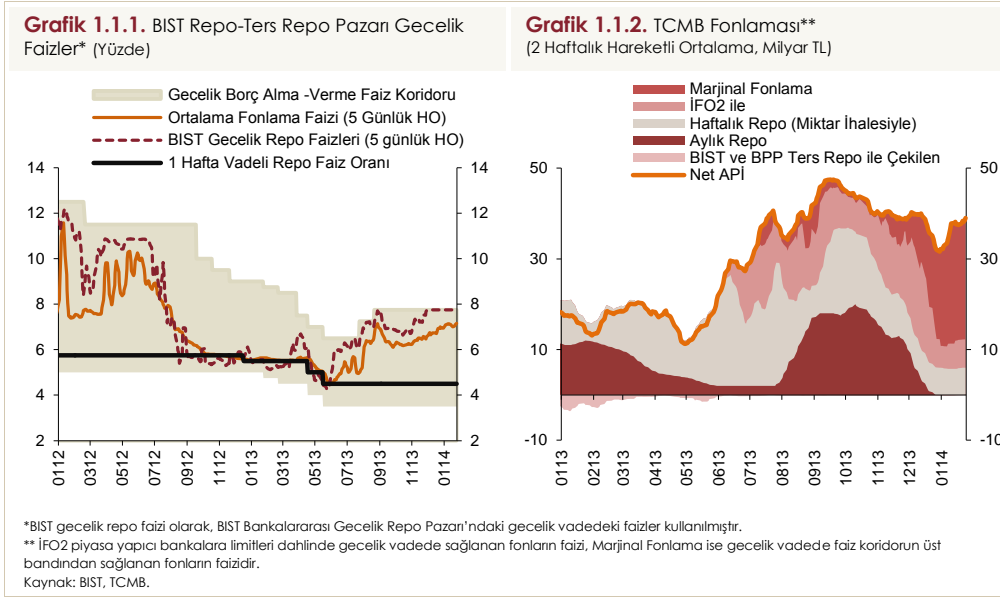 Grafik 1.1.1. BIST Repo-Ters Repo Pazarı Gecelik
Faizler* (Yüzde)
Gecelik Borç Alma -Verme Faiz Koridoru
Ortalama Fonlama Faizi (5 Günlük HO)
BIST Gecelik Repo Faizleri (5 günlük HO)
1 Hafta Vadeli Repo Faiz Oranı
14
12
10
8
6
4
2
14
12
10
8
6
4
2
0112
0312
0512
0712
0912
1112
0113
0313
0513
0713
0913
1113
0114
Grafik 1.1.2. TCMB Fonlaması**
(2 Haftalık Hareketli Ortalama, Milyar TL)
Marjinal Fonlama
İFO2 ile
Haftalık Repo (Miktar İhalesiyle)
Aylık Repo
BIST ve BPP Ters Repo ile Çekilen
Net APİ
50
30
10
-10
50
30
10
-10
0113
0213
0313
0413
0513
0613
0713
0813
0913
1013
1113
1213
0114
*BIST gecelik repo faizi olarak, BIST Bankalararası Gecelik Repo Pazarı'ndaki gecelik vadedeki faizler kullanılmıştır.
** İFO2 piyasa yapıcı bankalara limitleri dahlinde gecelik vadede sağlanan fonların faizi, Marjinal Fonlama ise gecelik vadede faiz koridorun üst
bandından sağlanan fonların faizidir.
Kaynak: BIST, TCMB.